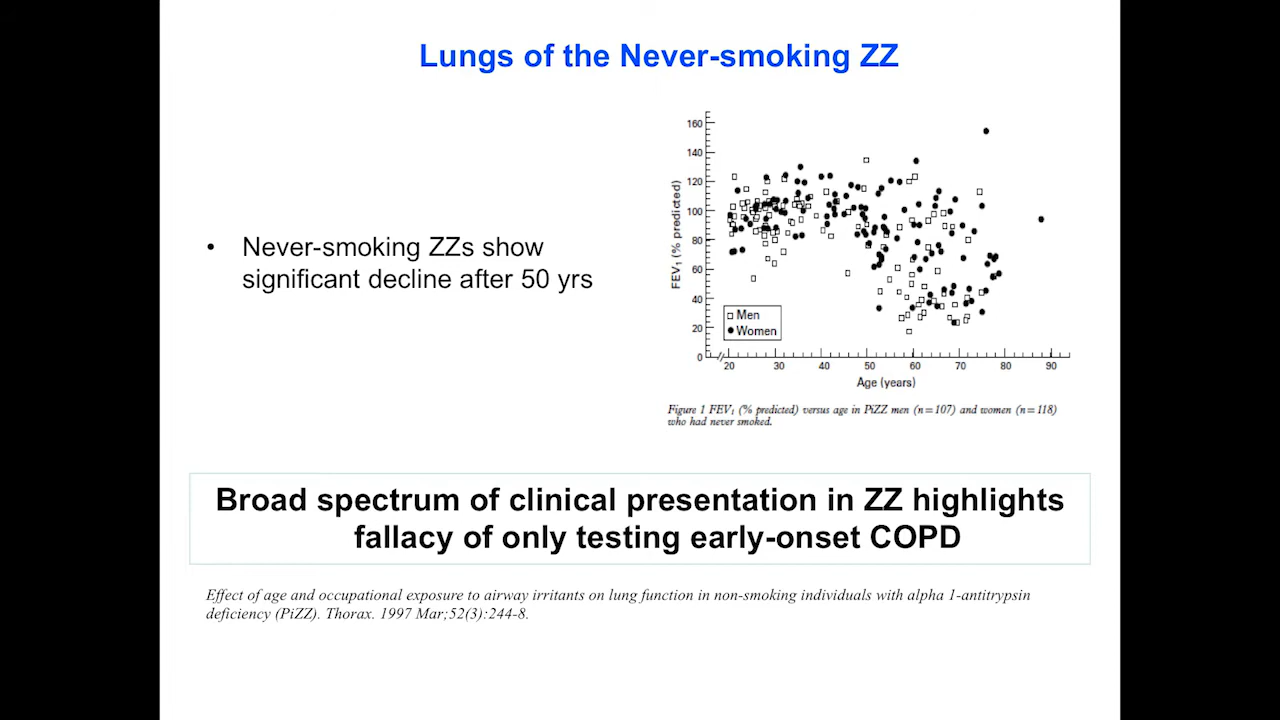 Lungs of the Never-smoking ZZ
• Never-smoking ZZs show
significant decline after 50 yrs
FEV₁ (% predicted)
160
140
120
100
80
60
40
20
0
Men
Women
20 30 40 50 60 70 80 90
Age (years)
Figure 1 FEV₁ (% predicted) versus age in PiZZ men (n=107) and women (n=118)
who had never smoked.
Broad spectrum of clinical presentation in ZZ highlights
fallacy of only testing early-onset COPD
Effect of age and occupational exposure to airway irritants on lung function in non-smoking individuals with alpha 1-antitrypsin
deficiency (PiZZ). Thorax. 1997 Mar;52(3):244-8.